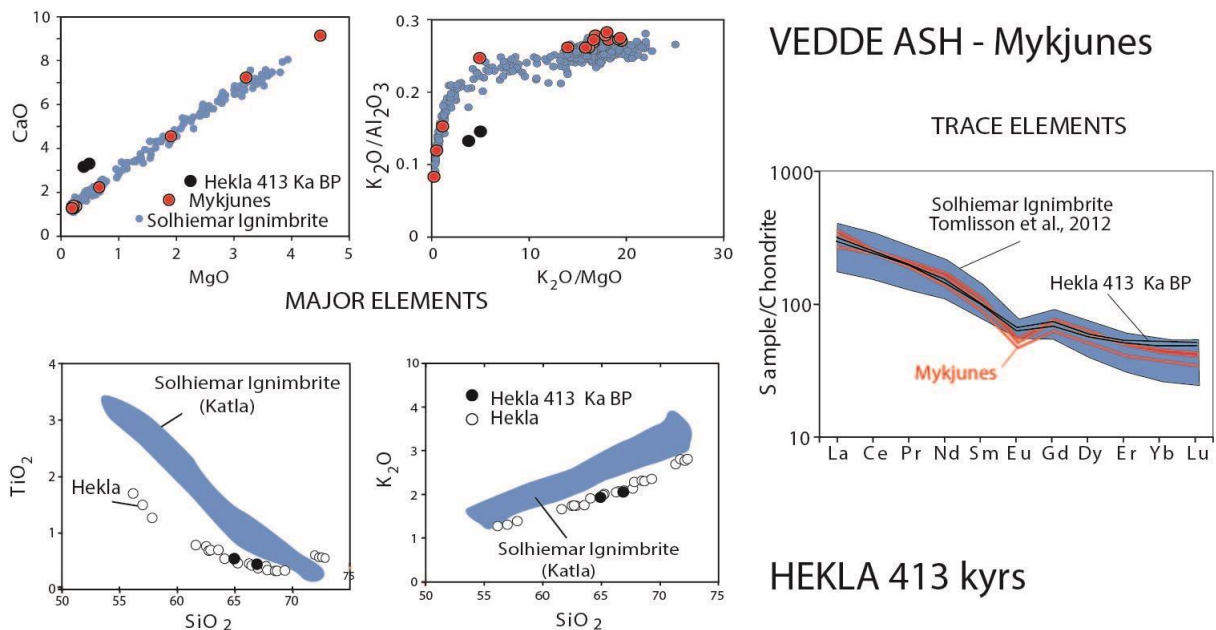 VEDDE ASH - Mykjunes
10
8
6
4
2
0
CaO
0 1 2 3 4 5
MgO
Hekla 413 Ka BP
Mykjunes
Solhiemar Ignimbrite
0.3
0.2
0.1
0
K2O/Al2O3
0 10 20 30
K2O/MgO
MAJOR ELEMENTS
TRACE ELEMENTS
1000
100
10
Sample/Chondrite
Solhiemar Ignimbrite
Tomlisson et al., 2012
Hekla 413 Ka BP
Mykjunes
La Ce Pr Nd Sm Eu Gd Dy Er Yb Lu
4
3
2
1
0
TiO2
Solhiemar Ignimbrite
(Katla)
Hekla
50 55 60 65 70 75
SiO2
10
4
3
2
1
0
K2O
Hekla 413 Ka BP
Hekla
Solhiemar Ignimbrite
(Katla)
50 55 60 65 70 75
SiO2
HEKLA 413 kyrs